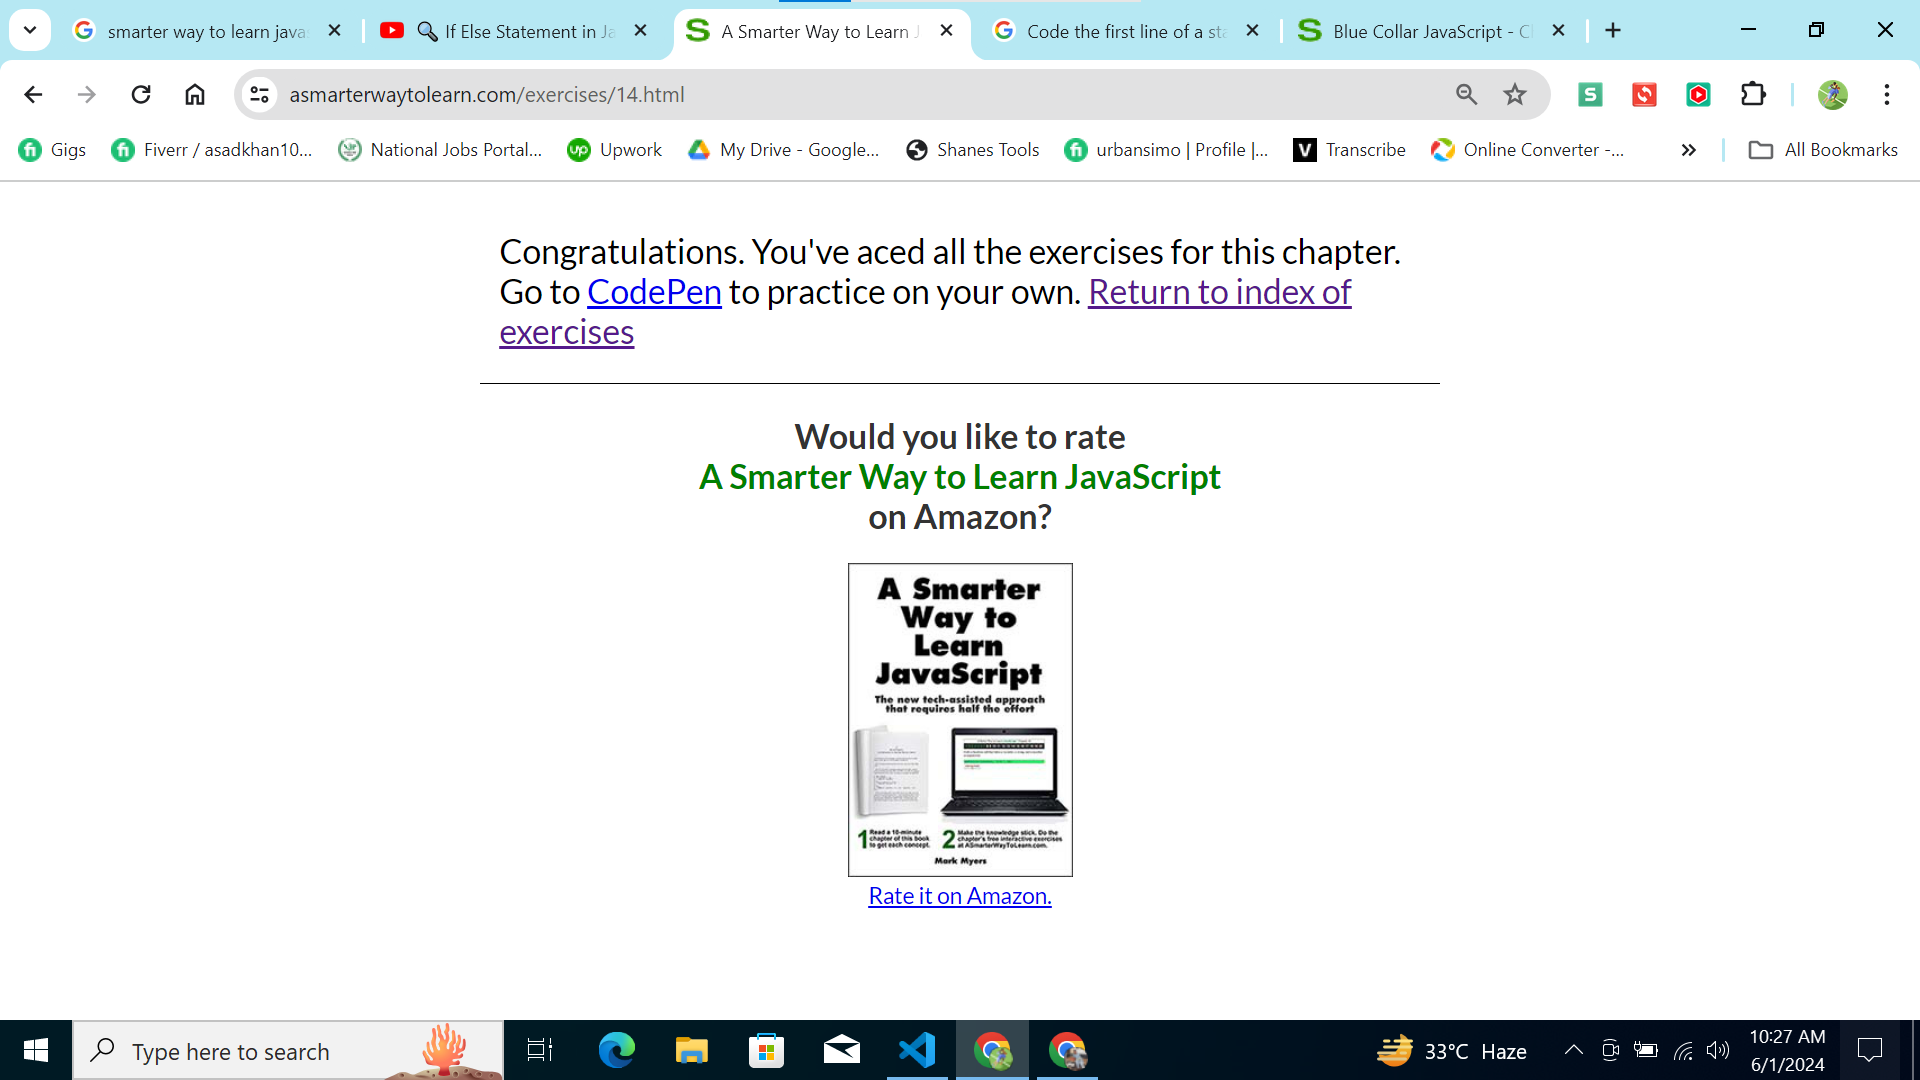 smarter way to learn javas
If Else Statement in Ja
A Smarter Way to Learn J
Code the first line of a sta
Blue Collar JavaScript - Ch
asmarterwaytolearn.com/exercises/14.html
Gigs
Fiverr / asadkhan10...
National Jobs Portal...
Upwork
My Drive - Google...
Shanes Tools
urbansimo | Profile |...
Transcribe
Online Converter -...
All Bookmarks
Congratulations. You've aced all the exercises for this chapter.
Go to CodePen to practice on your own. Return to index of
exercises
Would you like to rate
A Smarter Way to Learn JavaScript
on Amazon?
A Smarter
Way to
Learn
JavaScript
The new tech-assisted approach
that requires half the effort
1 Read a 10-minute
chapter of this book
to get each concept.
2 Make the knowledge stick. Do the
chapter's free interactive exercises
at ASmarterWayToLearn.com.
Mark Myers
Rate it on Amazon.
Type here to search
33°C Haze
10:27 AM
6/1/2024